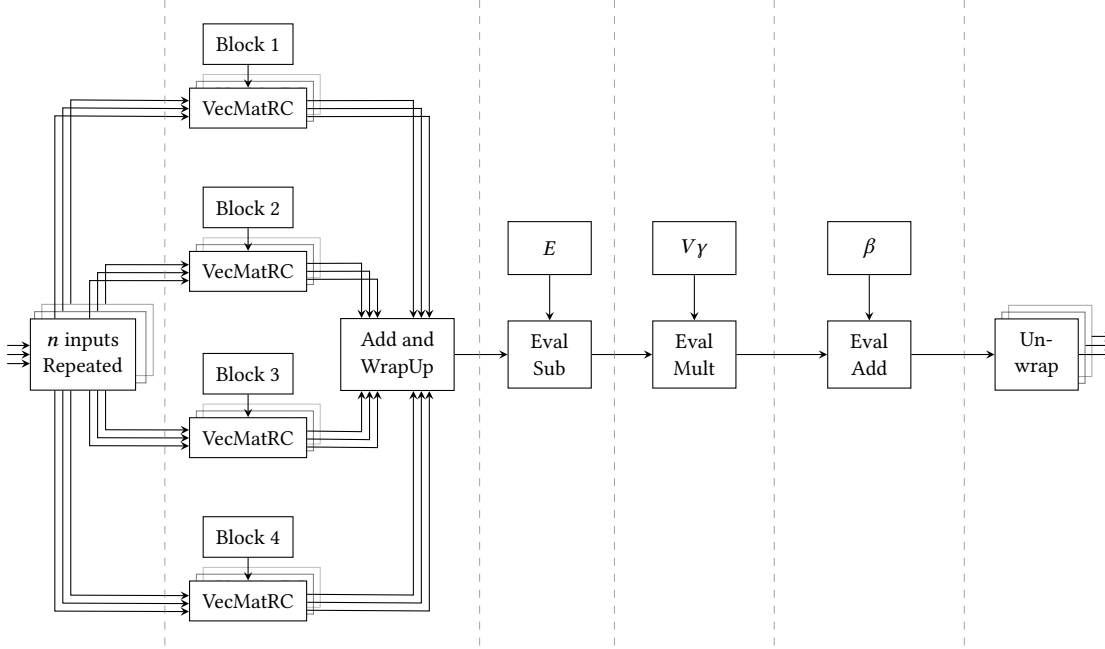 Block 1
VecMatRC
Block 2
VecMatRC
n inputs
Repeated
Block 3
VecMatRC
Block 4
VecMatRC
Add and
WrapUp
E
Eval
Sub
Vγ
Eval
Mult
β
Eval
Add
Un-
wrap